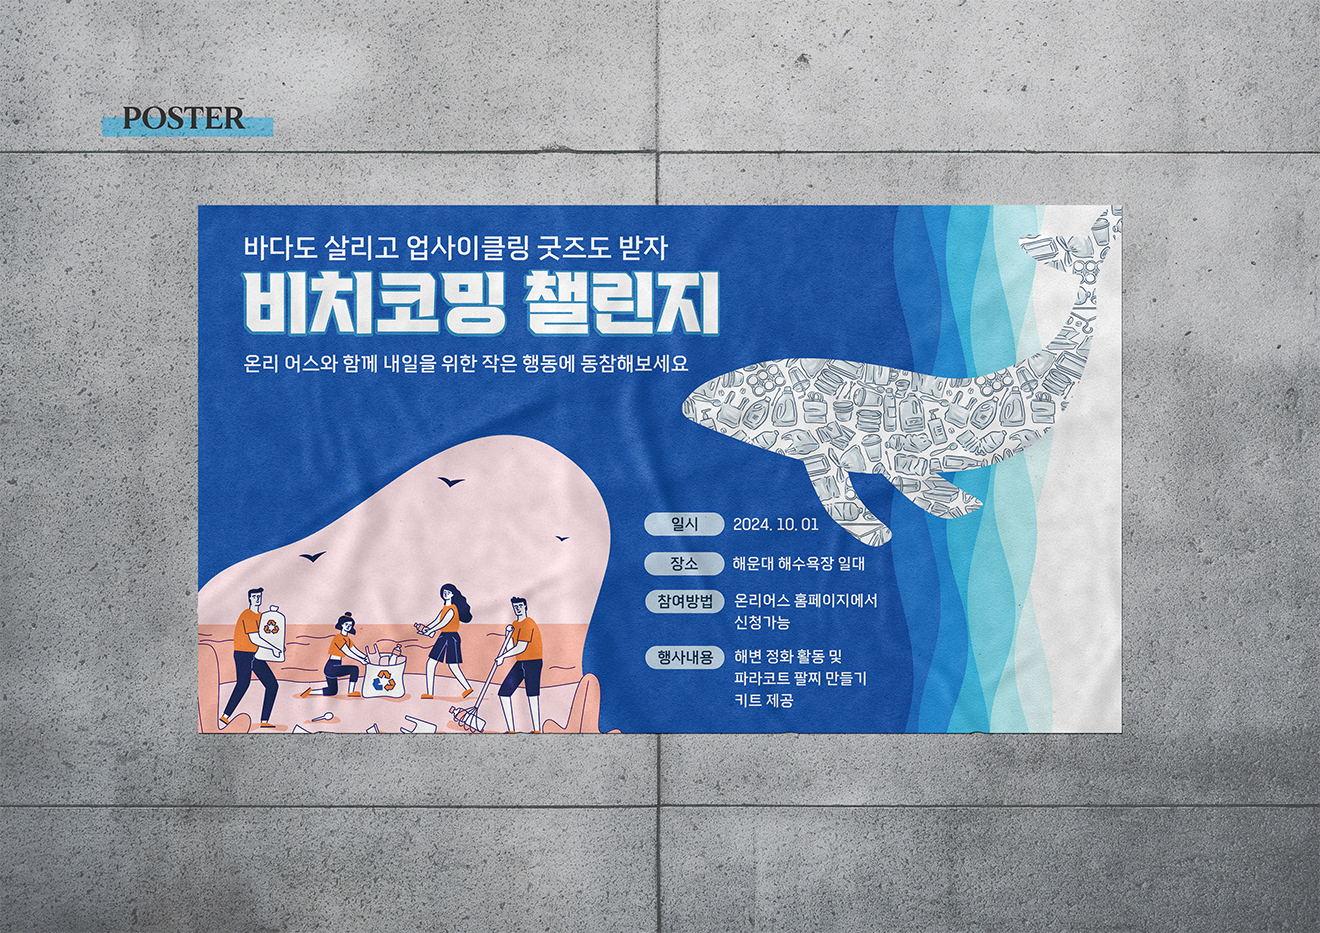 POSTER
바다도 살리고 업사이클링 굿즈도 받자
비치코밍 챌린지
온리 어스와 함께 내일을 위한 작은 행동에 동참해보세요
일시 2024. 10. 01
장소 해운대 해수욕장 일대
참여방법 온리어스 홈페이지에서
신청가능
행사내용 해변 정화 활동 및
파라코트 팔찌 만들기
키트 제공